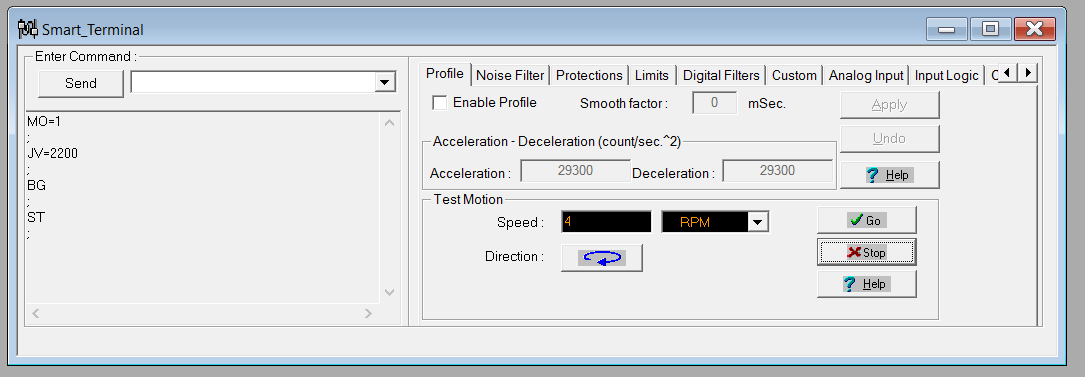 Smart_Terminal
Enter Command :
Send
MO=1
;
JV=2200
;
BG
;
ST
;
Profile Noise Filter Protections Limits Digital Filters Custom Analog Input Input Logic
Enable Profile Smooth factor : 0 mSec. Apply
Undo
Acceleration - Deceleration (count/sec.^2)
Acceleration : 29300 Deceleration : 29300 ? Help
Test Motion
Speed : 4 RPM Go
Direction : Stop
? Help